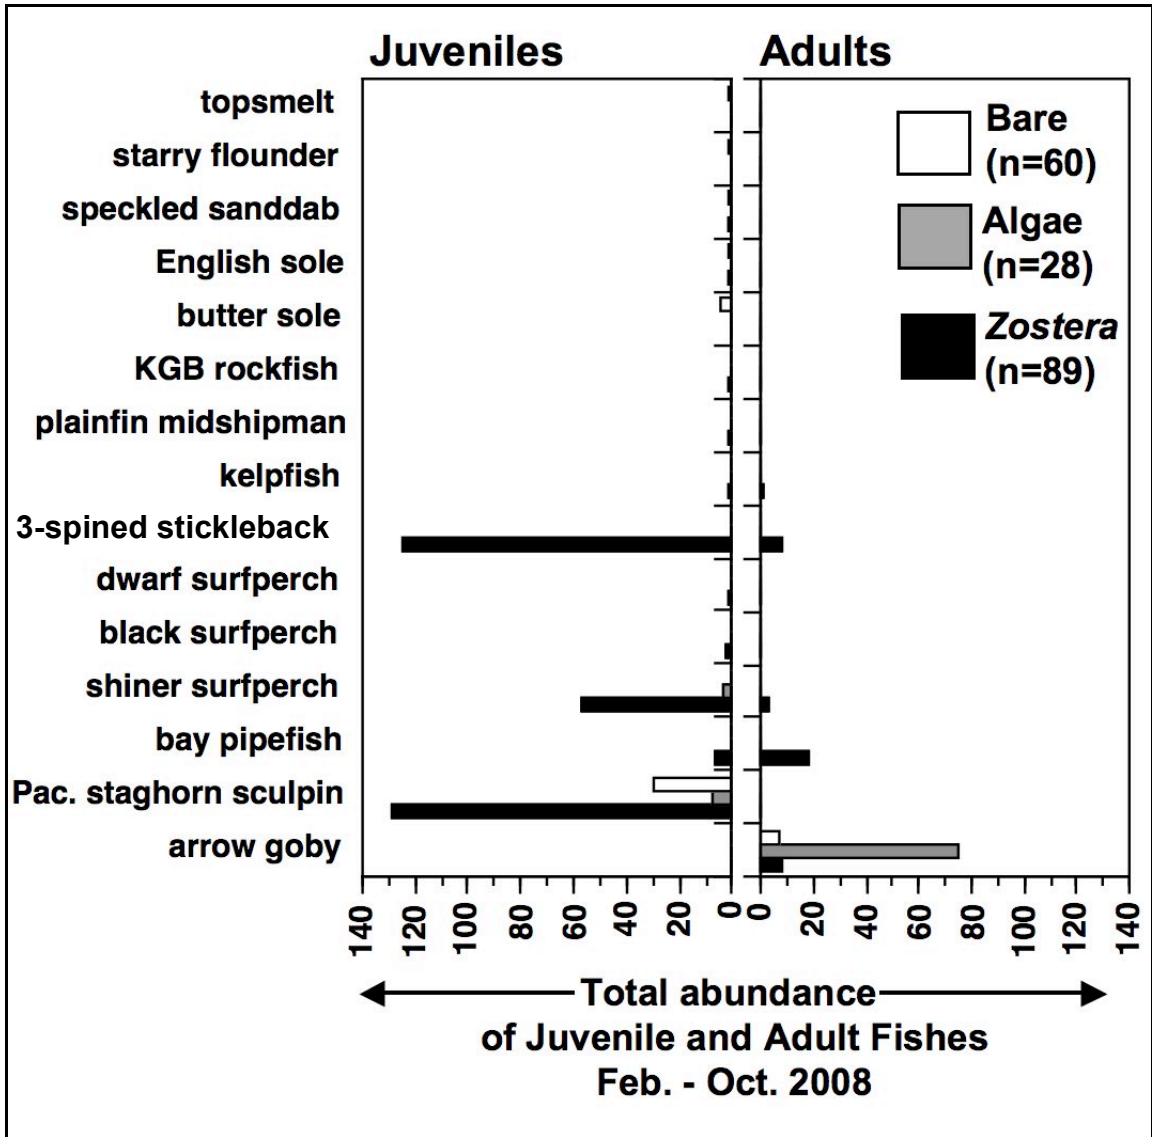 Juveniles Adults
topsmelt
starry flounder
speckled sanddab
English sole
butter sole
KGB rockfish
plainfin midshipman
kelpfish
3-spined stickleback
dwarf surfperch
black surfperch
shiner surfperch
bay pipefish
Pac. staghorn sculpin
arrow goby
Bare
(n=60)
Algae
(n=28)
Zostera
(n=89)
140 120 100 80 60 40 20 0 0 20 40 60 80 100 120 140
Total abundance
of Juvenile and Adult Fishes
Feb. - Oct. 2008